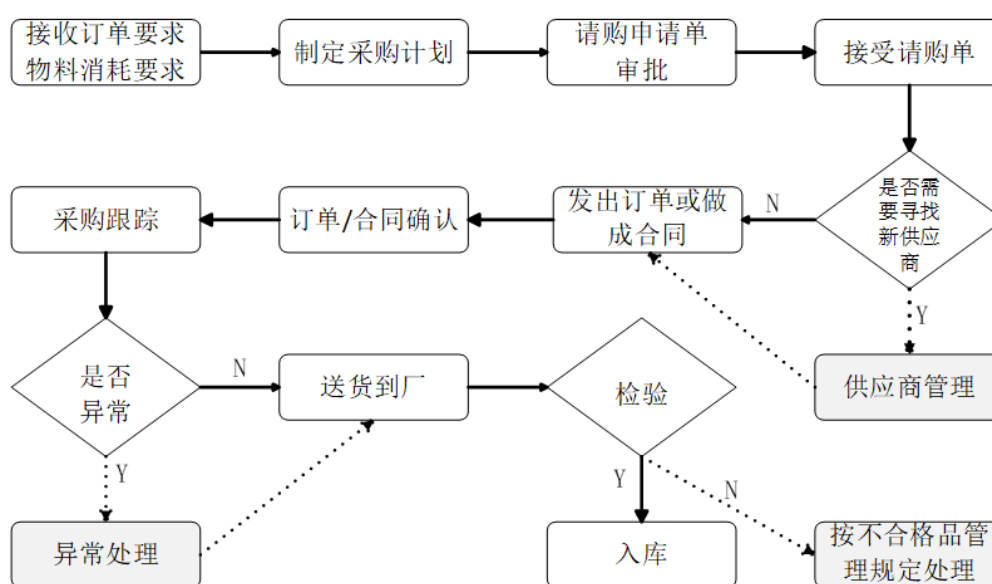 接收订单要求
物料消耗要求
制定采购计划
请购申请单
审批
接受请购单
采购跟踪
订单/合同确认
发出订单或做
成合同
N
是否需
要寻找
新供应
商
Y
是否
异常
N
送货到厂
检验
供应商管理
Y
Y
N
异常处理
入库
按不合格品管
理规定处理